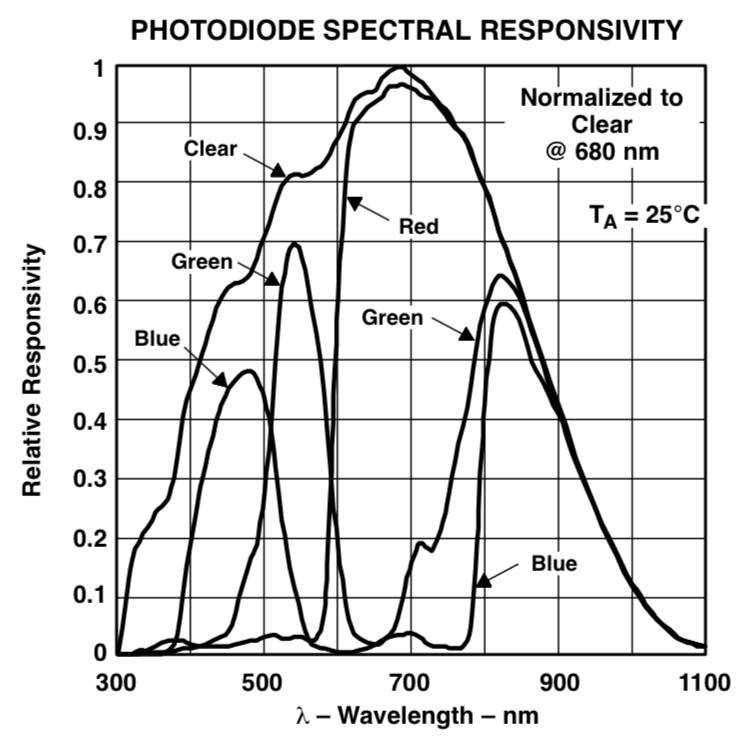 PHOTODIODE SPECTRAL RESPONSIVITY
1
0.9
0.8
0.7
0.6
0.5
0.4
0.3
0.2
0.1
0
Relative Responsivity
Normalized to
Clear
@ 680 nm
T_A = 25°C
Clear
Red
Green
Green
Blue
Blue
300 500 700 900 1100
λ – Wavelength – nm